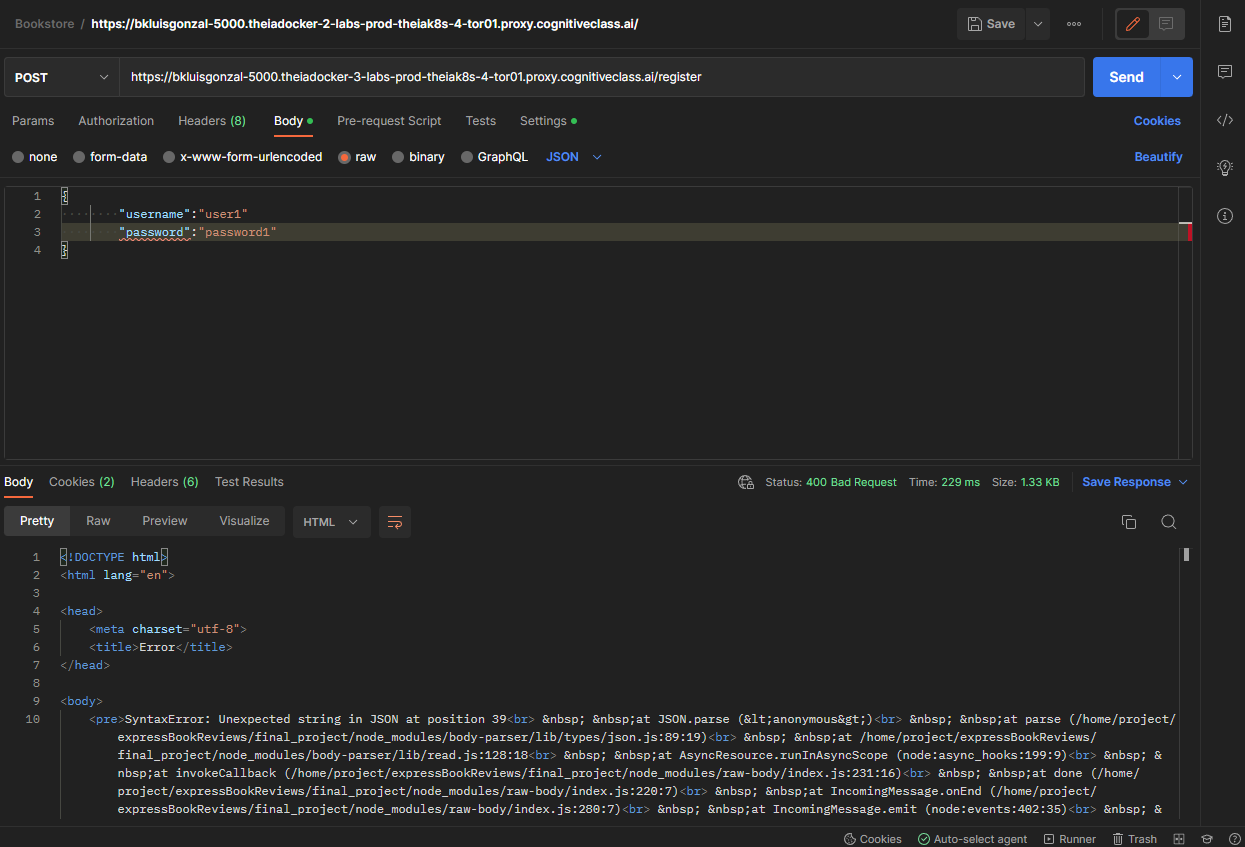 Bookstore / https://bkluisgonzal-5000.theiadocker-2-labs-prod-theiak8s-4-tor01.proxy.cognitiveclass.ai/
Save
POST
https://bkluisgonzal-5000.theiadocker-3-labs-prod-theiak8s-4-tor01.proxy.cognitiveclass.ai/register
Send
Params Authorization Headers (8) Body Pre-request Script Tests Settings Cookies
none form-data x-www-form-urlencoded raw binary GraphQL JSON Beautify
1 {
2 "username":"user1"
3 "password":"password1"
4 }
Body Cookies (2) Headers (6) Test Results Status: 400 Bad Request Time: 229 ms Size: 1.33 KB Save Response
Pretty Raw Preview Visualize HTML
1 <!DOCTYPE html>
2 <html lang="en">
3
4 <head>
5 <meta charset="utf-8">
6 <title>Error</title>
7 </head>
8
9 <body>
10 <pre>SyntaxError: Unexpected string in JSON at position 39<br> &nbsp; &nbsp;at JSON.parse (&lt;anonymous&gt;)<br> &nbsp; &nbsp;at parse (/home/project/
expressBookReviews/final_project/node_modules/body-parser/lib/types/json.js:89:19)<br> &nbsp; &nbsp;at /home/project/expressBookReviews/
final_project/node_modules/body-parser/lib/read.js:128:18<br> &nbsp; &nbsp;at AsyncResource.runInAsyncScope (node:async_hooks:199:9)<br> &nbsp; &
nbsp;at invokeCallback (/home/project/expressBookReviews/final_project/node_modules/raw-body/index.js:231:16)<br> &nbsp; &nbsp;at done (/home/
project/expressBookReviews/final_project/node_modules/raw-body/index.js:220:7)<br> &nbsp; &nbsp;at IncomingMessage.onEnd (/home/project/
expressBookReviews/final_project/node_modules/raw-body/index.js:280:7)<br> &nbsp; &nbsp;at IncomingMessage.emit (node:events:402:35)<br> &nbsp; &
Cookies Auto-select agent Runner Trash